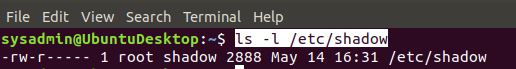 File Edit View Search Terminal Help
sysadmin@UbuntuDesktop:~$ ls -l /etc/shadow
-rw-r----- 1 root shadow 2888 May 14 16:31 /etc/shadow